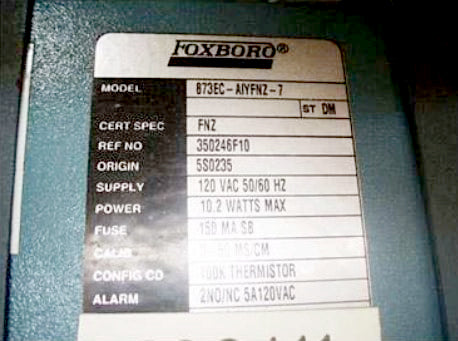 FOXBORO®
MODEL 873EC-AIYFNZ-7
ST DM
CERT SPEC FNZ
REF NO 350246F10
ORIGIN 5S0235
SUPPLY 120 VAC 50/60 HZ
POWER 10.2 WATTS MAX
FUSE 150 MA SB
CALIB MS/CM
CONFIG CD 100K THERMISTOR
ALARM 2NO/NC 5A120VAC